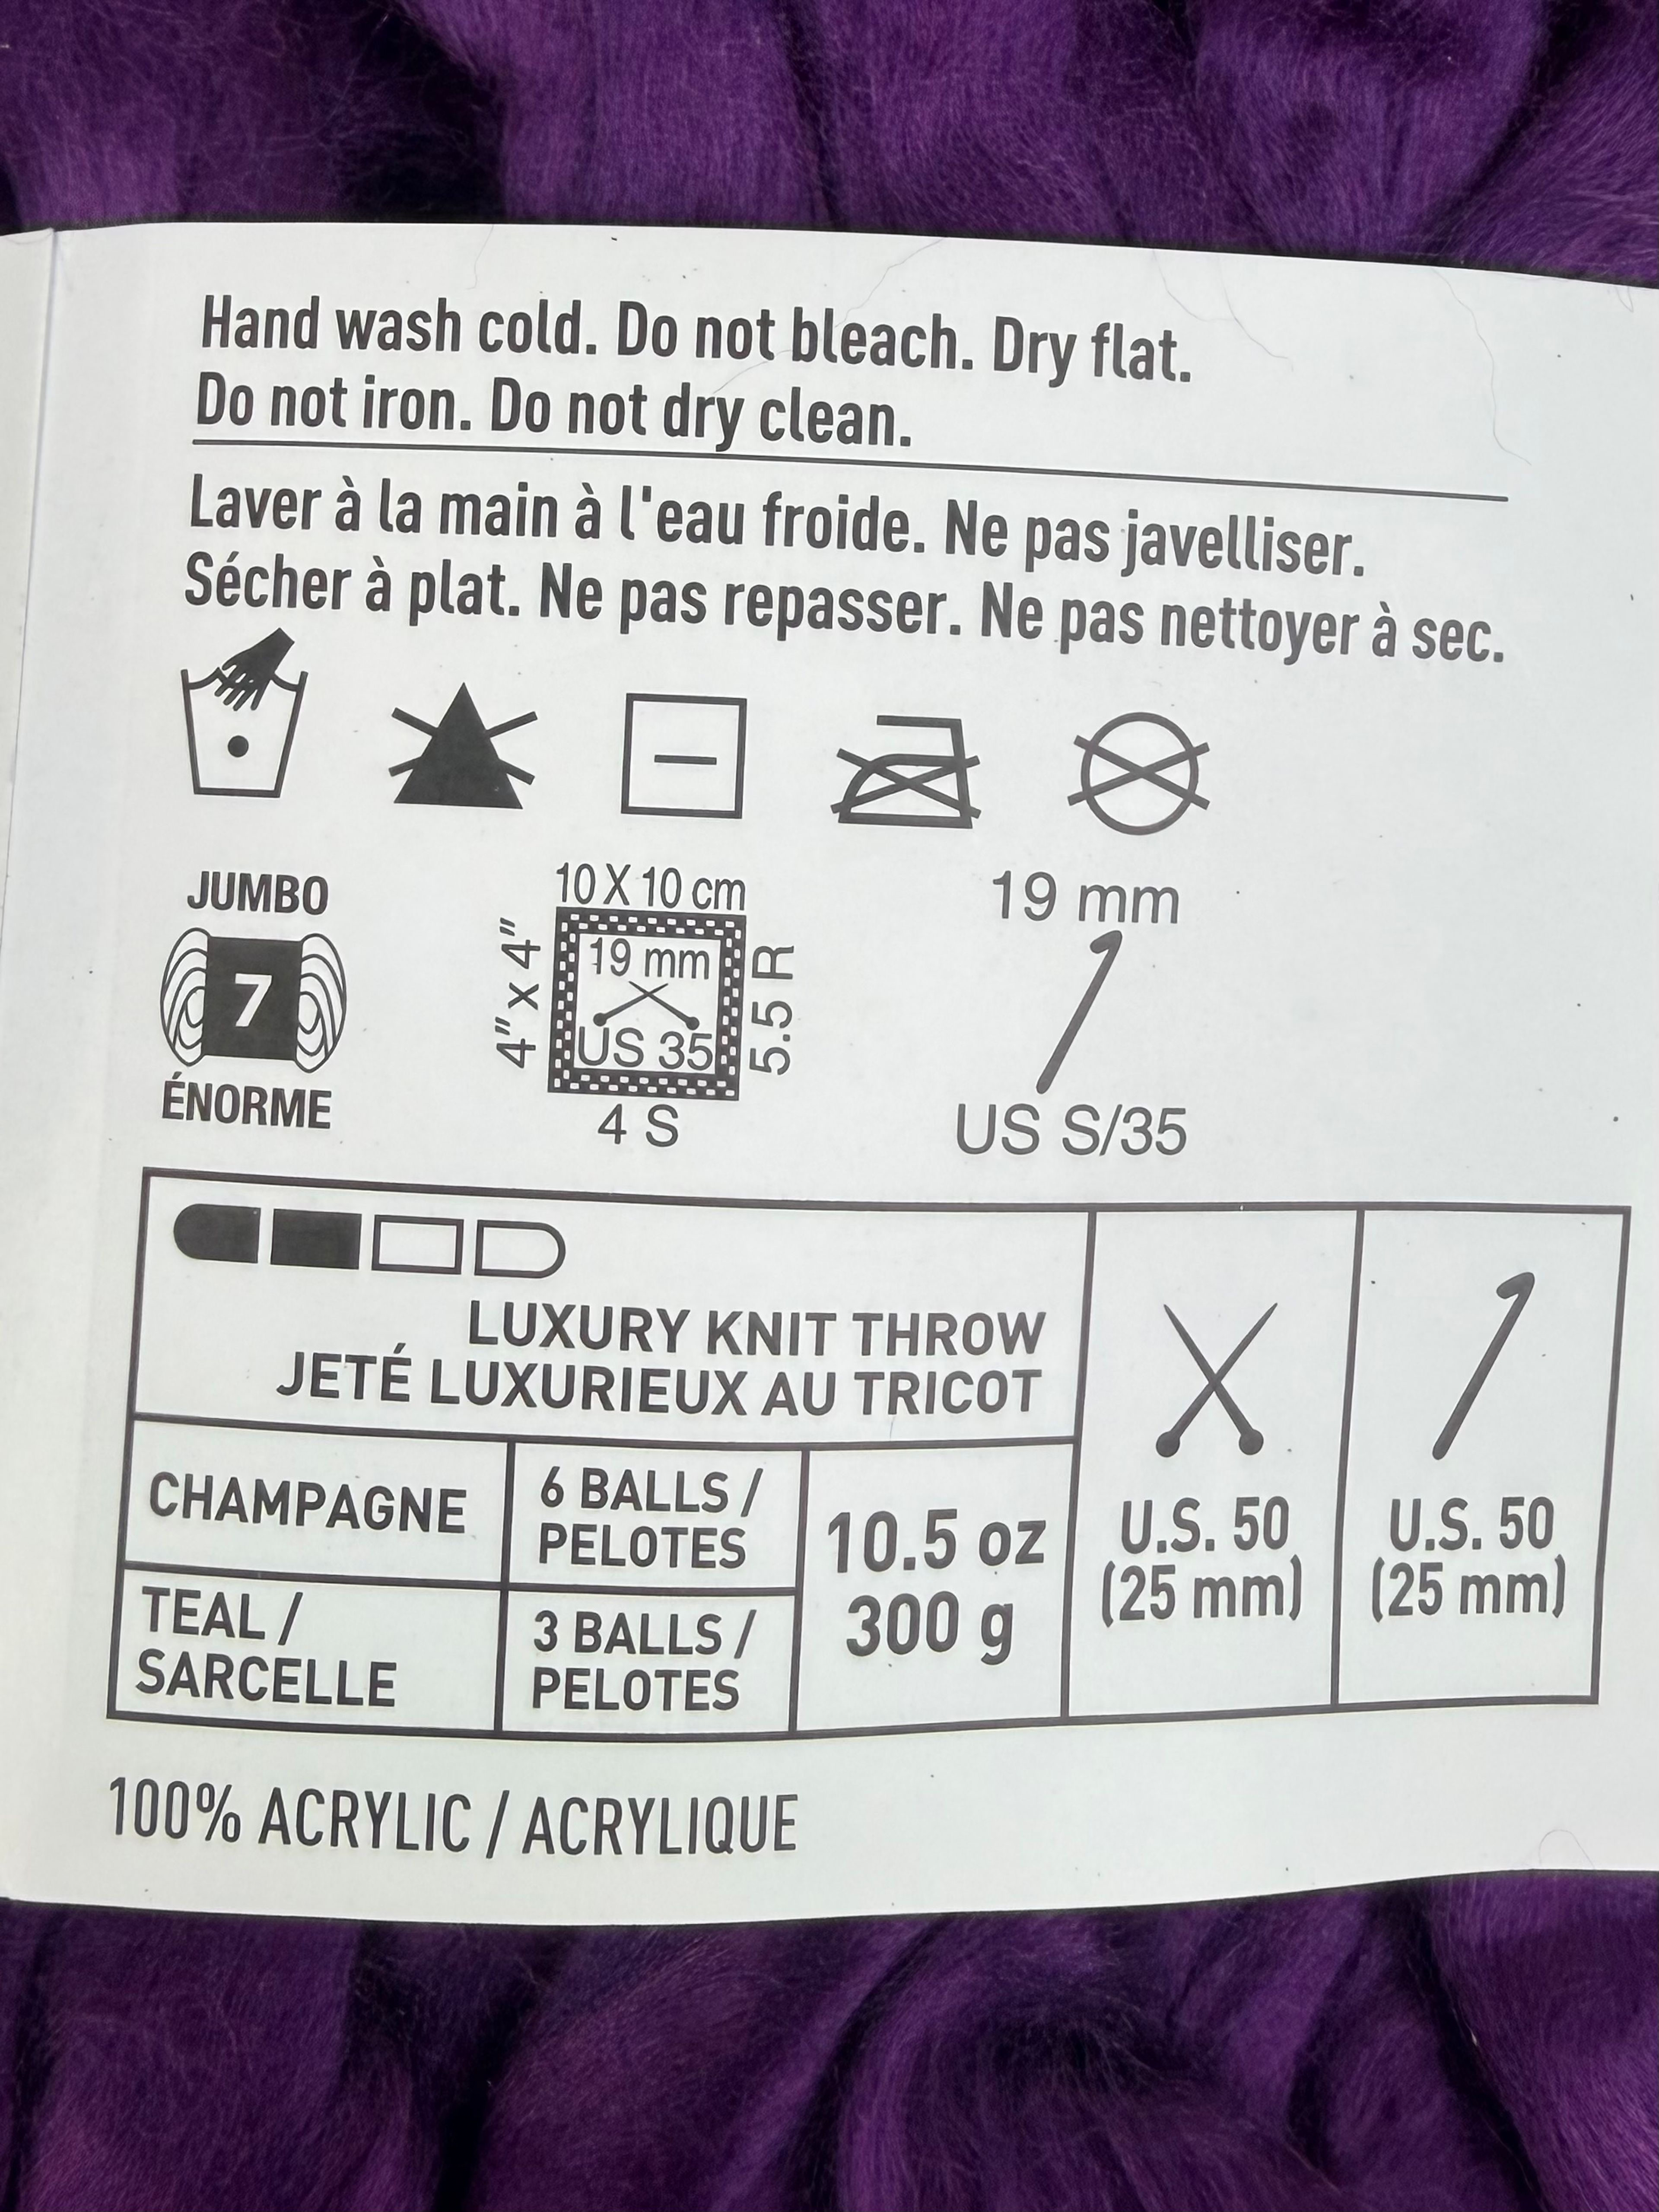 Hand wash cold. Do not bleach. Dry flat.
Do not iron. Do not dry clean.
Laver à la main à l'eau froide. Ne pas javelliser.
Sécher à plat. Ne pas repasser. Ne pas nettoyer à sec.
JUMBO
7
ÉNORME
10 X 10 cm
4" x 4"
19 mm
US 35
5.5 R
4 S
19 mm
US S/35
LUXURY KNIT THROW
JETÉ LUXURIEUX AU TRICOT
CHAMPAGNE
6 BALLS /
PELOTES
TEAL /
SARCELLE
3 BALLS /
PELOTES
10.5 oz
300 g
U.S. 50
(25 mm)
U.S. 50
(25 mm)
100% ACRYLIC / ACRYLIQUE